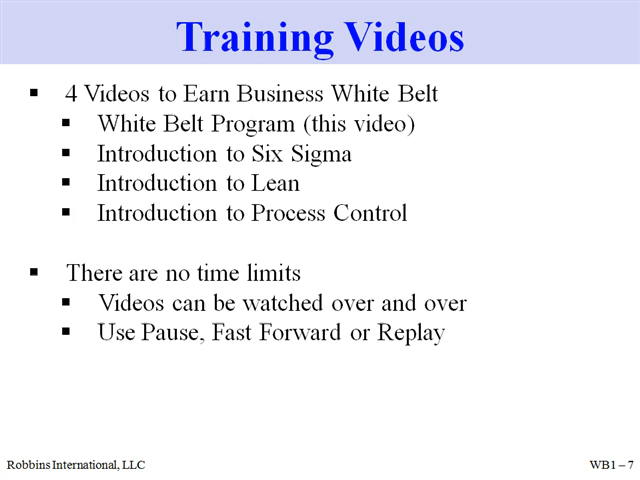 Training Videos
▪ 4 Videos to Earn Business White Belt
▪ White Belt Program (this video)
▪ Introduction to Six Sigma
▪ Introduction to Lean
▪ Introduction to Process Control
▪ There are no time limits
▪ Videos can be watched over and over
▪ Use Pause, Fast Forward or Replay
Robbins International, LLC
WB1 – 7